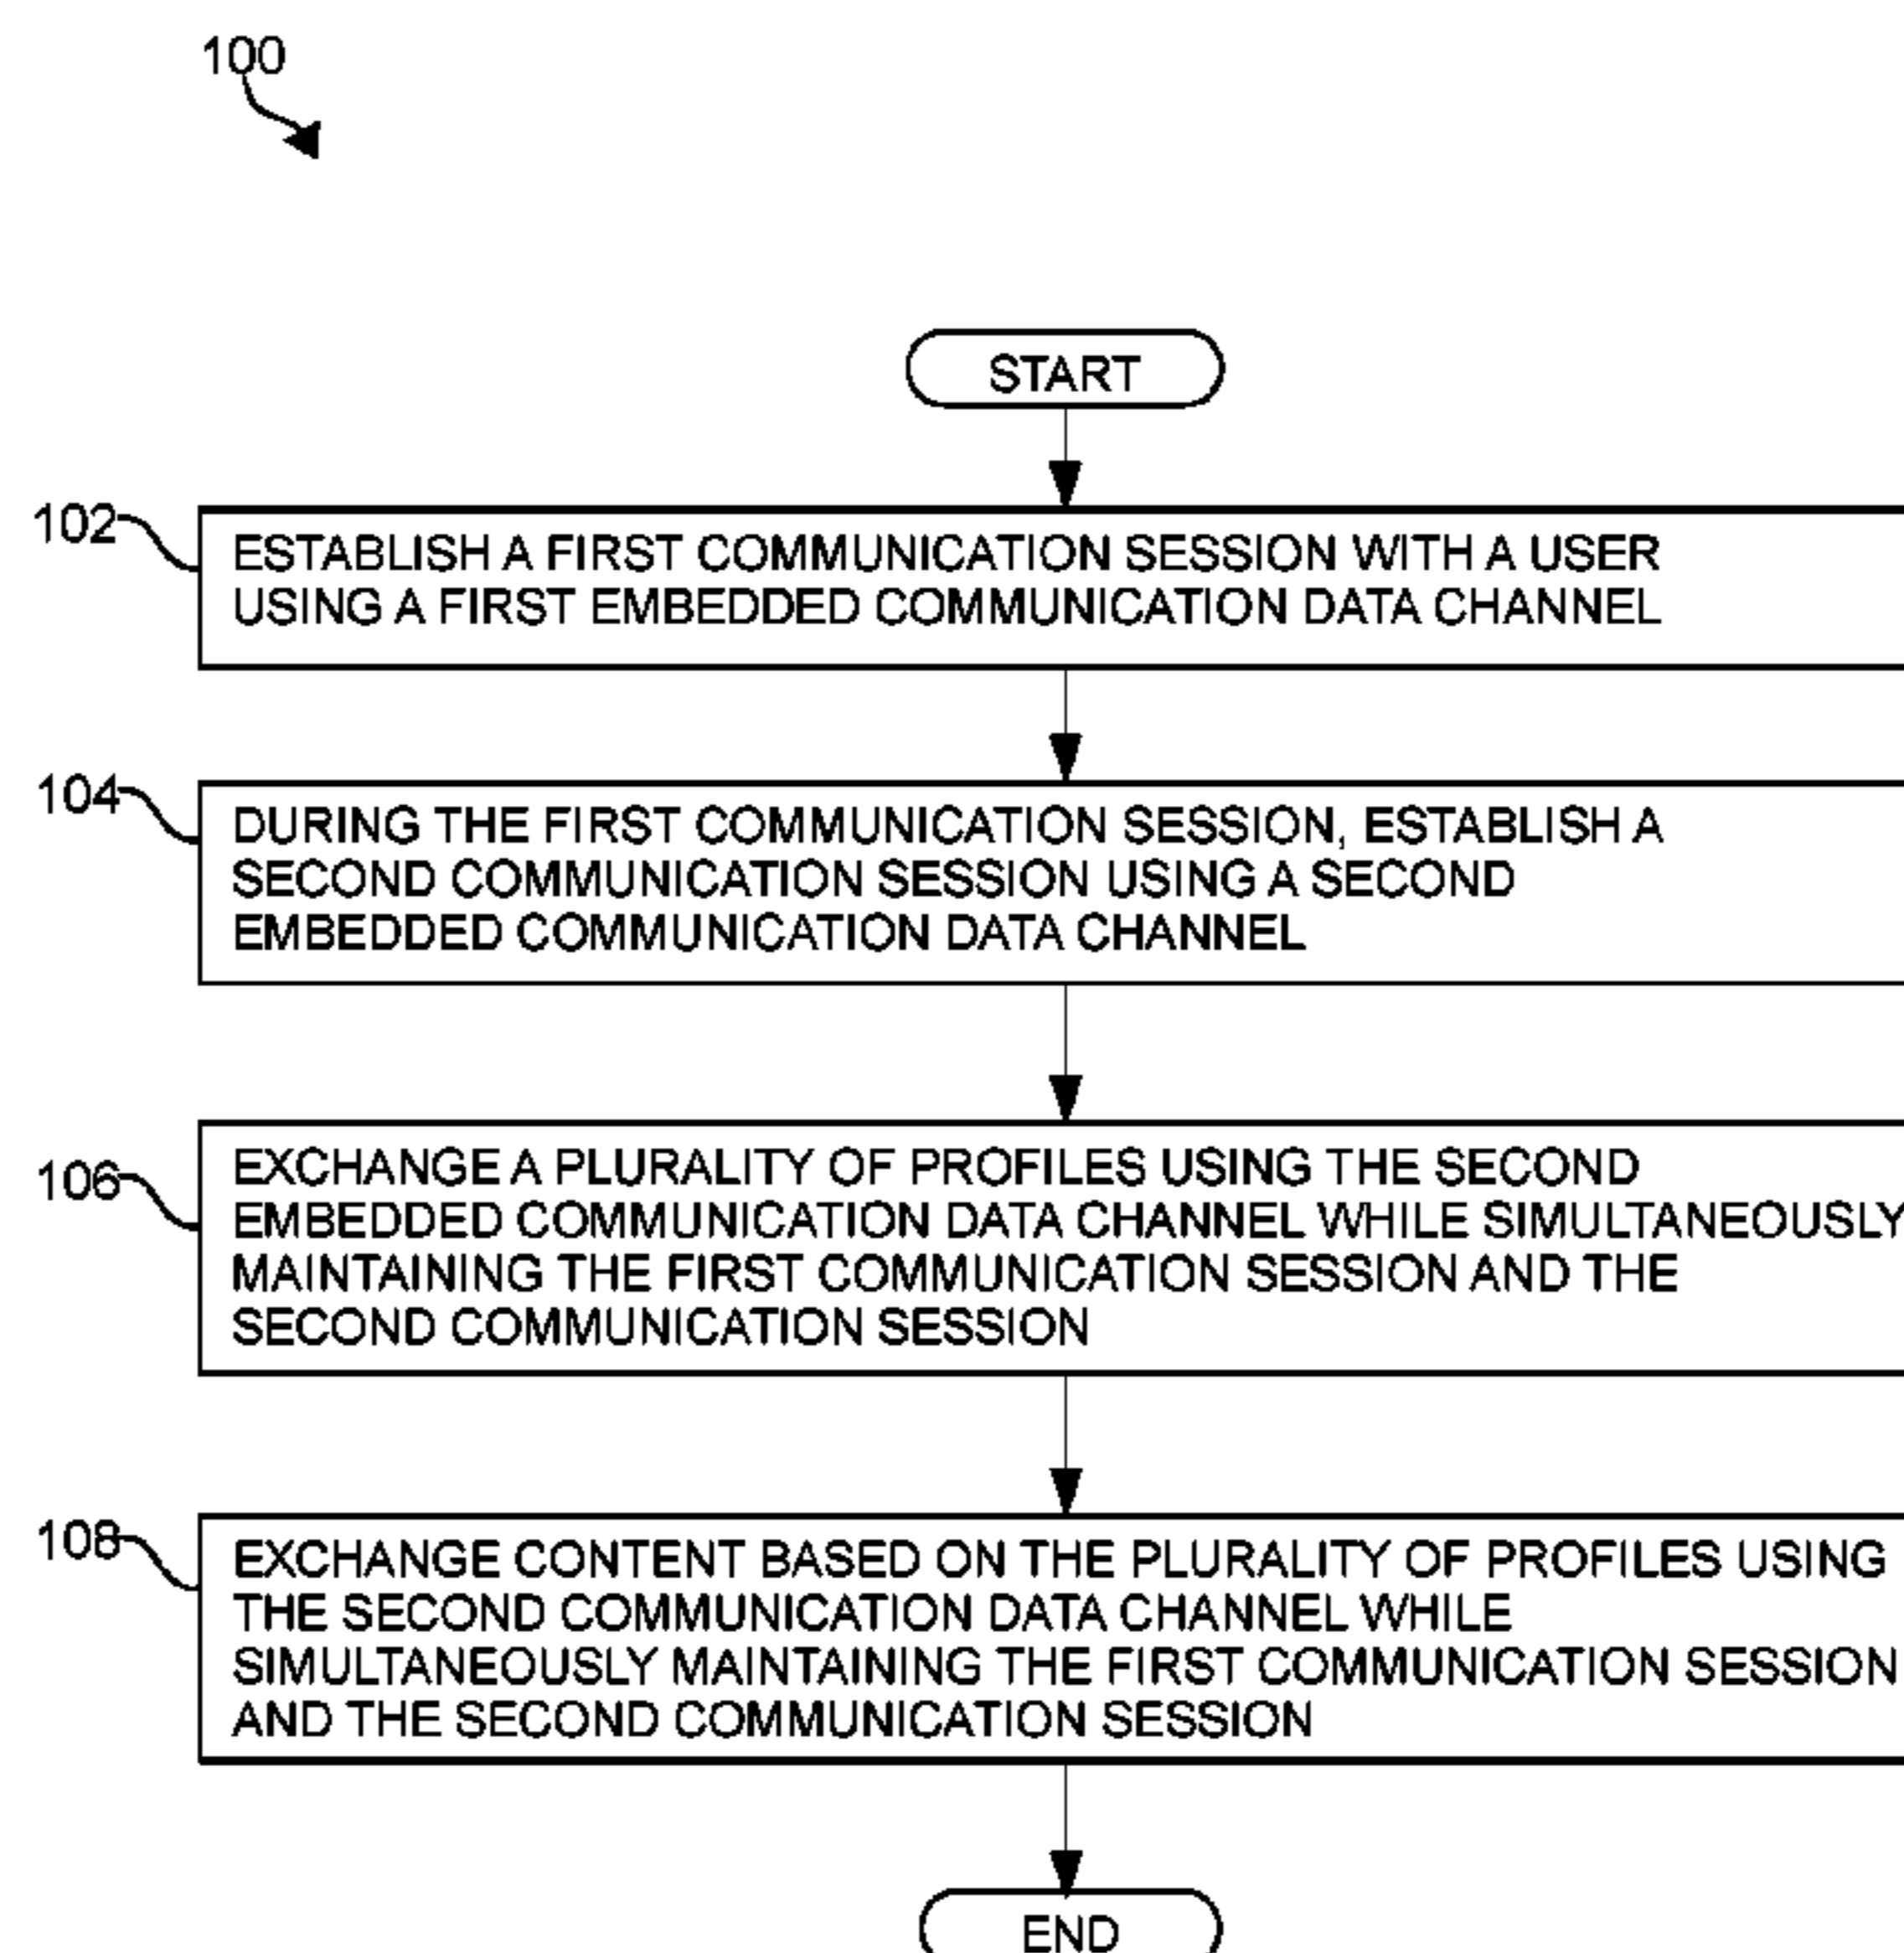 100
START
102
ESTABLISH A FIRST COMMUNICATION SESSION WITH A USER
USING A FIRST EMBEDDED COMMUNICATION DATA CHANNEL
104
DURING THE FIRST COMMUNICATION SESSION, ESTABLISH A
SECOND COMMUNICATION SESSION USING A SECOND
EMBEDDED COMMUNICATION DATA CHANNEL
106
EXCHANGE A PLURALITY OF PROFILES USING THE SECOND
EMBEDDED COMMUNICATION DATA CHANNEL WHILE SIMULTANEOUSLY
MAINTAINING THE FIRST COMMUNICATION SESSION AND THE
SECOND COMMUNICATION SESSION
108
EXCHANGE CONTENT BASED ON THE PLURALITY OF PROFILES USING
THE SECOND COMMUNICATION DATA CHANNEL WHILE
SIMULTANEOUSLY MAINTAINING THE FIRST COMMUNICATION SESSION
AND THE SECOND COMMUNICATION SESSION
END